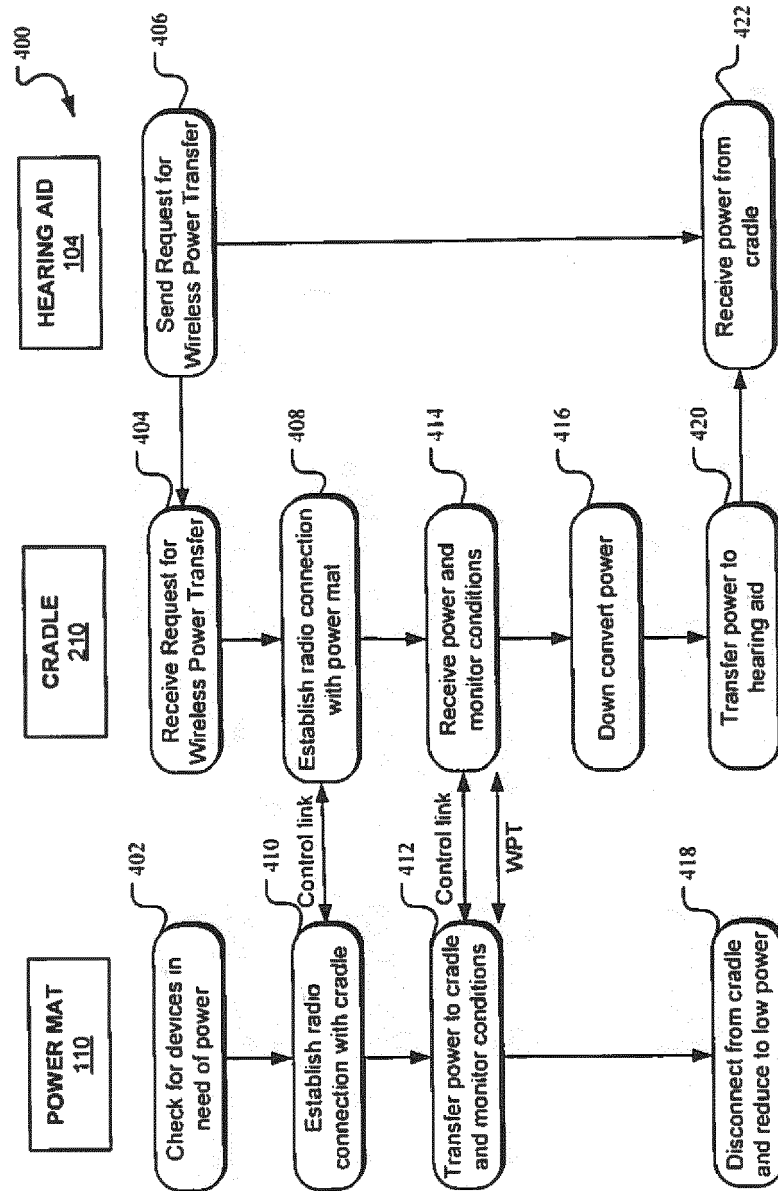 400
POWER MAT
110
CRADLE
210
HEARING AID
104
402
Check for devices in
need of power
404
Receive Request for
Wireless Power Transfer
406
Send Request for
Wireless Power Transfer
410
Establish radio
connection with cradle
Control link
408
Establish radio connection
with power mat
412
Transfer power to cradle
and monitor conditions
Control link
WPT
414
Receive power and
monitor conditions
416
Down convert power
418
Disconnect from cradle
and reduce to low power
420
Transfer power to
hearing aid
422
Receive power from
cradle